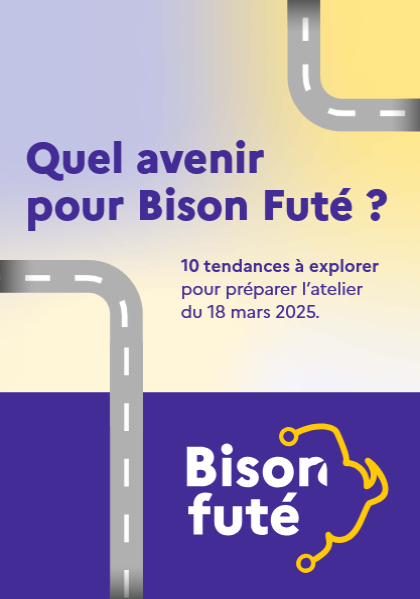 Quel avenir
pour Bison Futé ?
10 tendances à explorer
pour préparer l’atelier
du 18 mars 2025.
Bison
futé